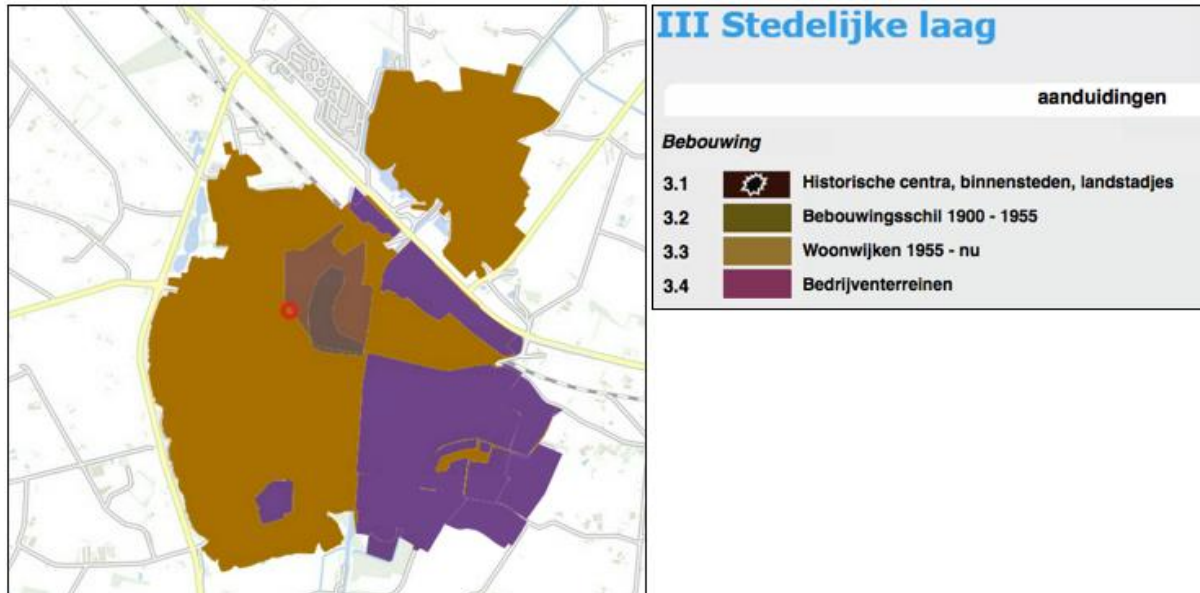 III Stedelijke laag
aanduidingen
Bebouwing
3.1 Historische centra, binnensteden, landstadjes
3.2 Bebouwingsschil 1900 - 1955
3.3 Woonwijken 1955 - nu
3.4 Bedrijventerreinen